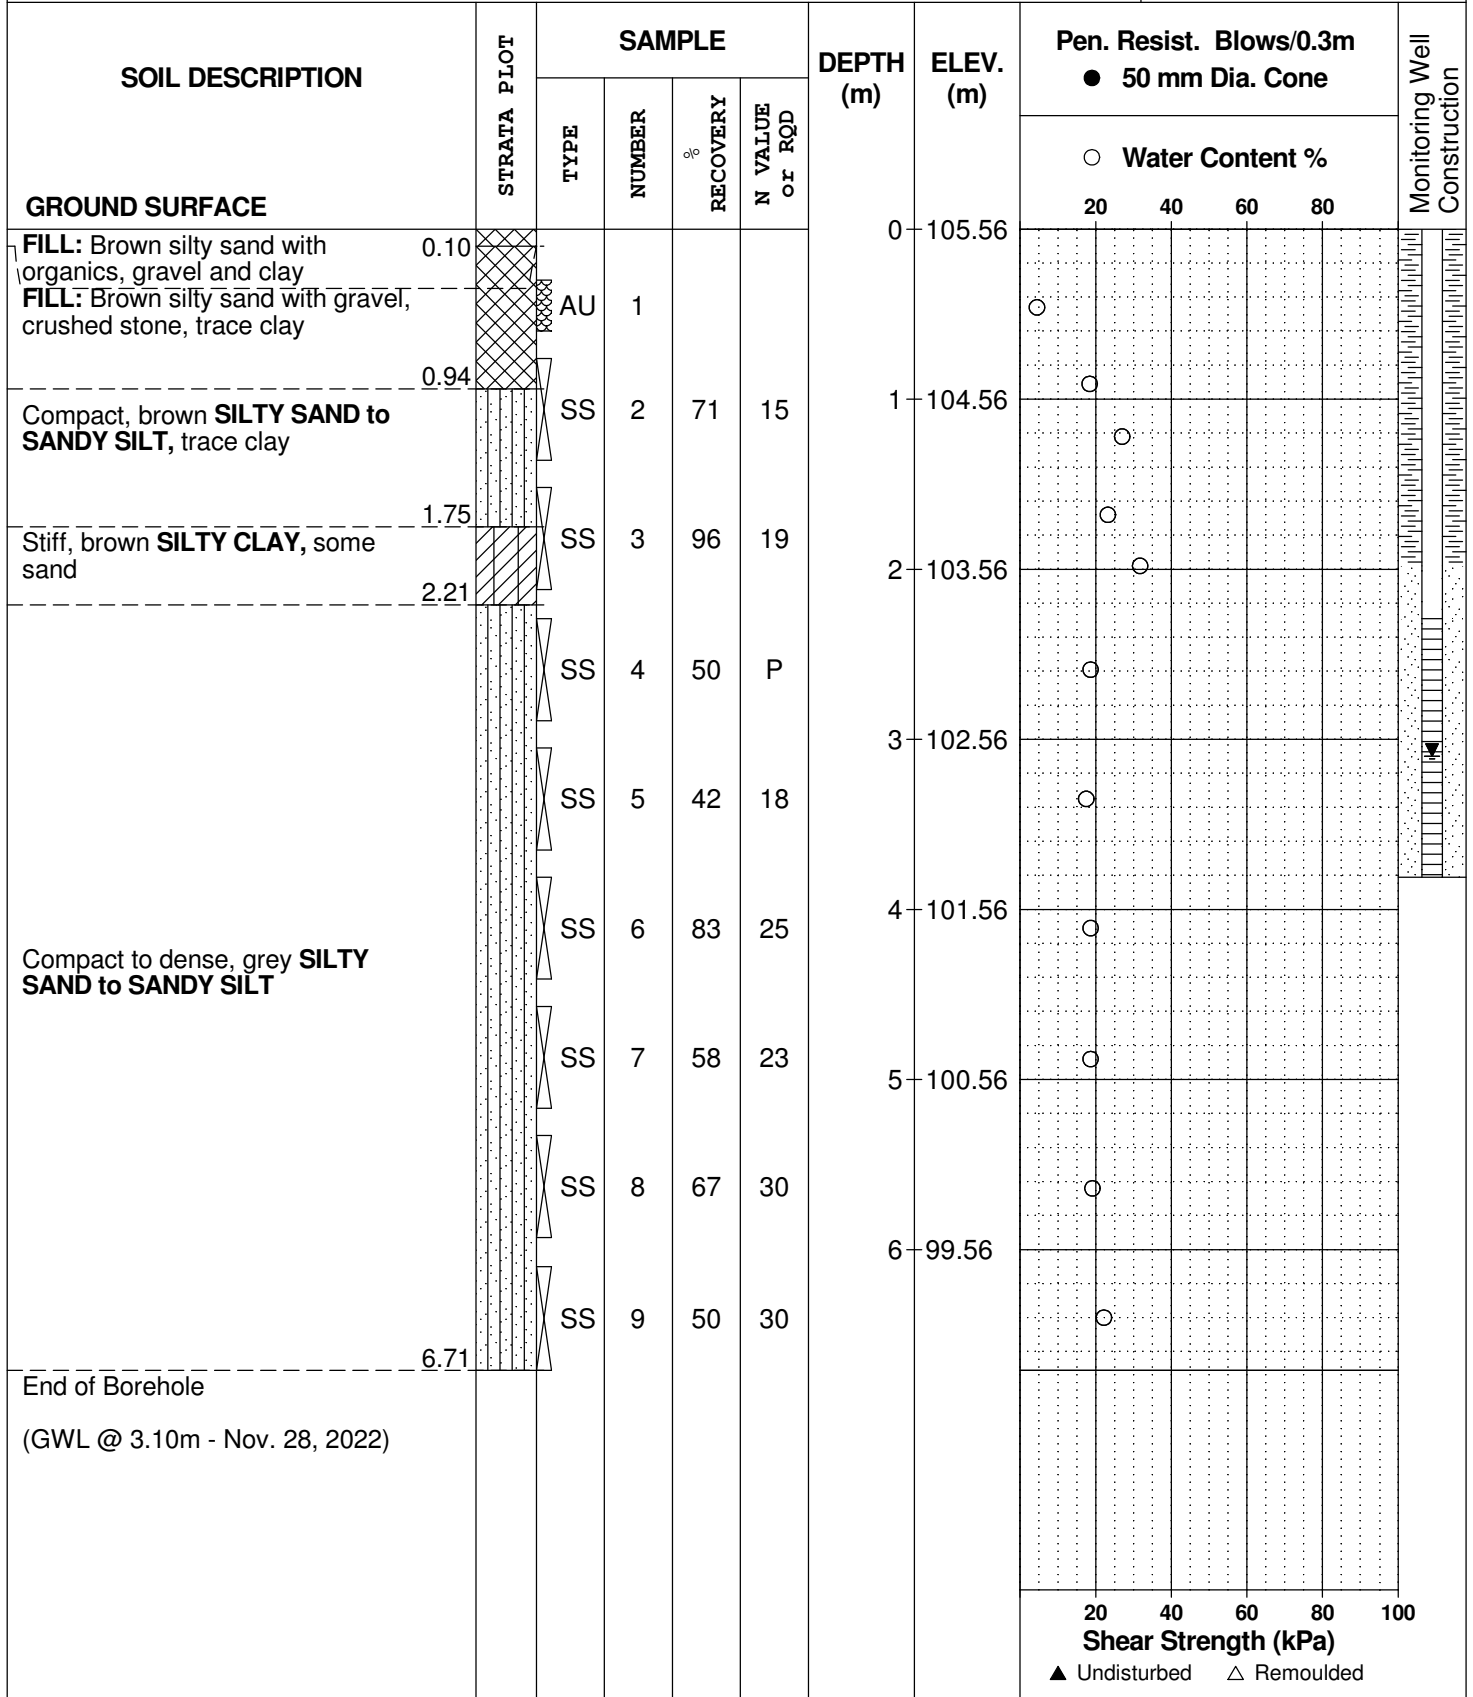 SOIL DESCRIPTION
GROUND SURFACE
STRATA PLOT
SAMPLE
TYPE
NUMBER
% RECOVERY
N VALUE or RQD
DEPTH (m)
ELEV. (m)
Pen. Resist. Blows/0.3m
● 50 mm Dia. Cone
○ Water Content %
20 40 60 80
Monitoring Well Construction
FILL: Brown silty sand with 0.10
organics, gravel and clay
FILL: Brown silty sand with gravel,
crushed stone, trace clay
0.94
Compact, brown SILTY SAND to
SANDY SILT, trace clay
1.75
Stiff, brown SILTY CLAY, some
sand
2.21
Compact to dense, grey SILTY
SAND to SANDY SILT
6.71
End of Borehole
(GWL @ 3.10m - Nov. 28, 2022)
AU 1
SS 2 71 15
SS 3 96 19
SS 4 50 P
SS 5 42 18
SS 6 83 25
SS 7 58 23
SS 8 67 30
SS 9 50 30
0 105.56
1 104.56
2 103.56
3 102.56
4 101.56
5 100.56
6 99.56
20 40 60 80 100
Shear Strength (kPa)
▲ Undisturbed △ Remoulded